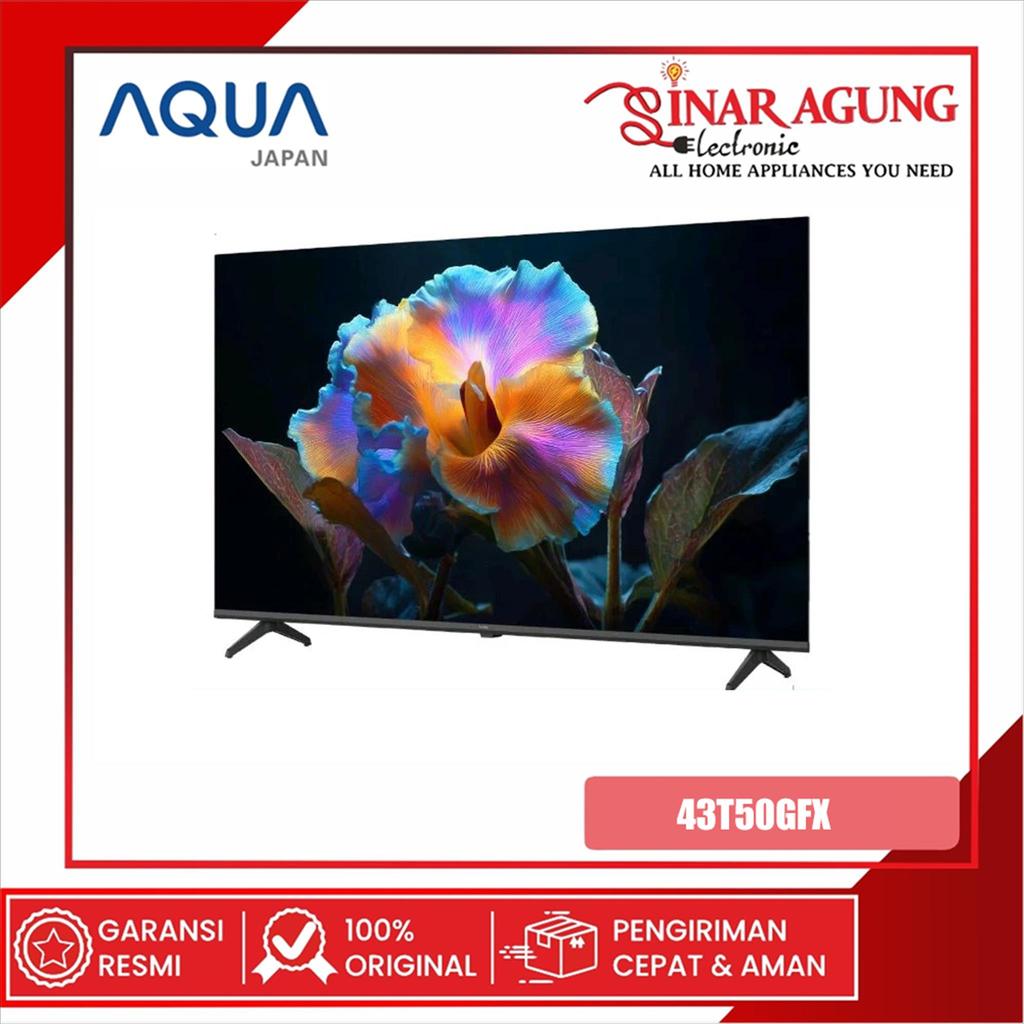 AQUA
JAPAN
SINAR AGUNG
Electronic
ALL HOME APPLIANCES YOU NEED
43T50GFX
GARANSI
RESMI
100%
ORIGINAL
PENGIRIMAN
CEPAT & AMAN